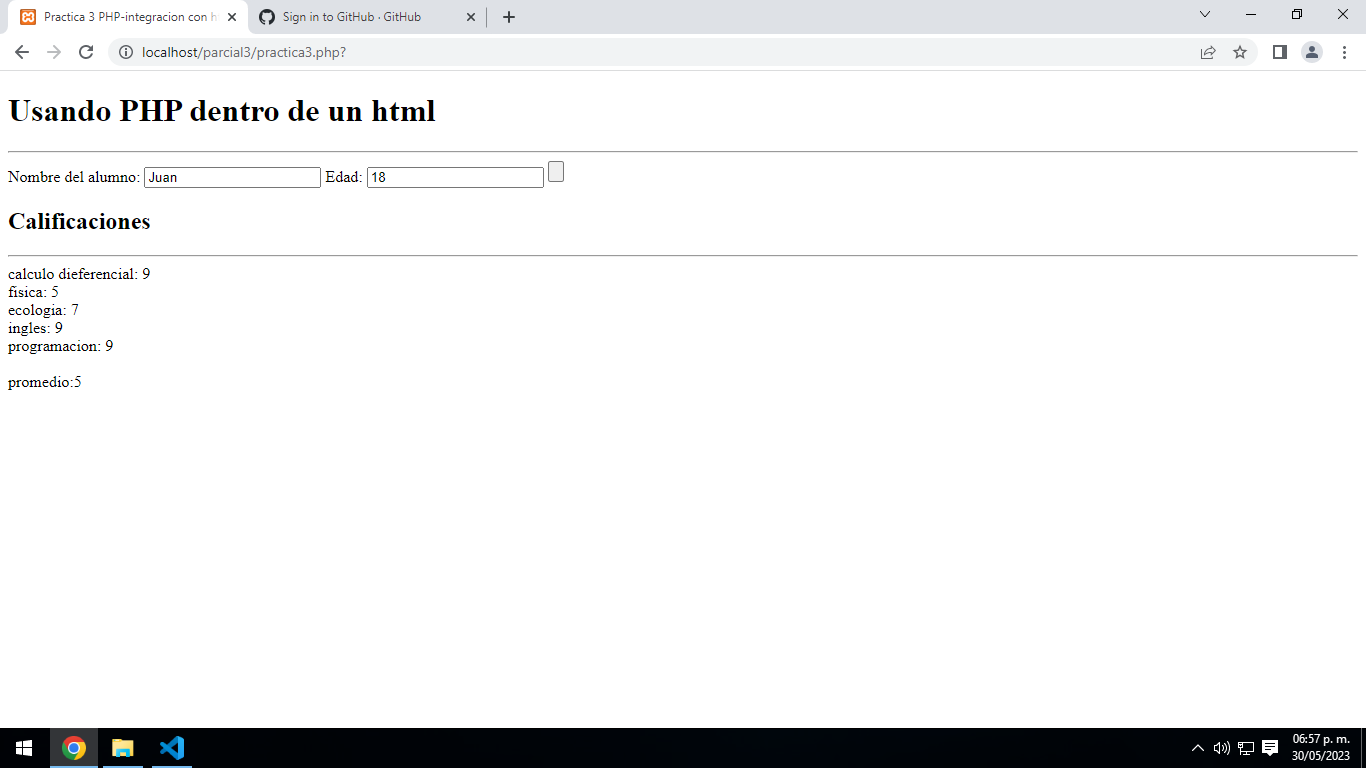 Practica 3 PHP-integracion con h
Sign in to GitHub · GitHub
localhost/parcial3/practica3.php?
Usando PHP dentro de un html
Nombre del alumno: Juan Edad: 18
Calificaciones
calculo dieferencial: 9
fisica: 5
ecologia: 7
ingles: 9
programacion: 9
promedio:5
06:57 p. m.
30/05/2023